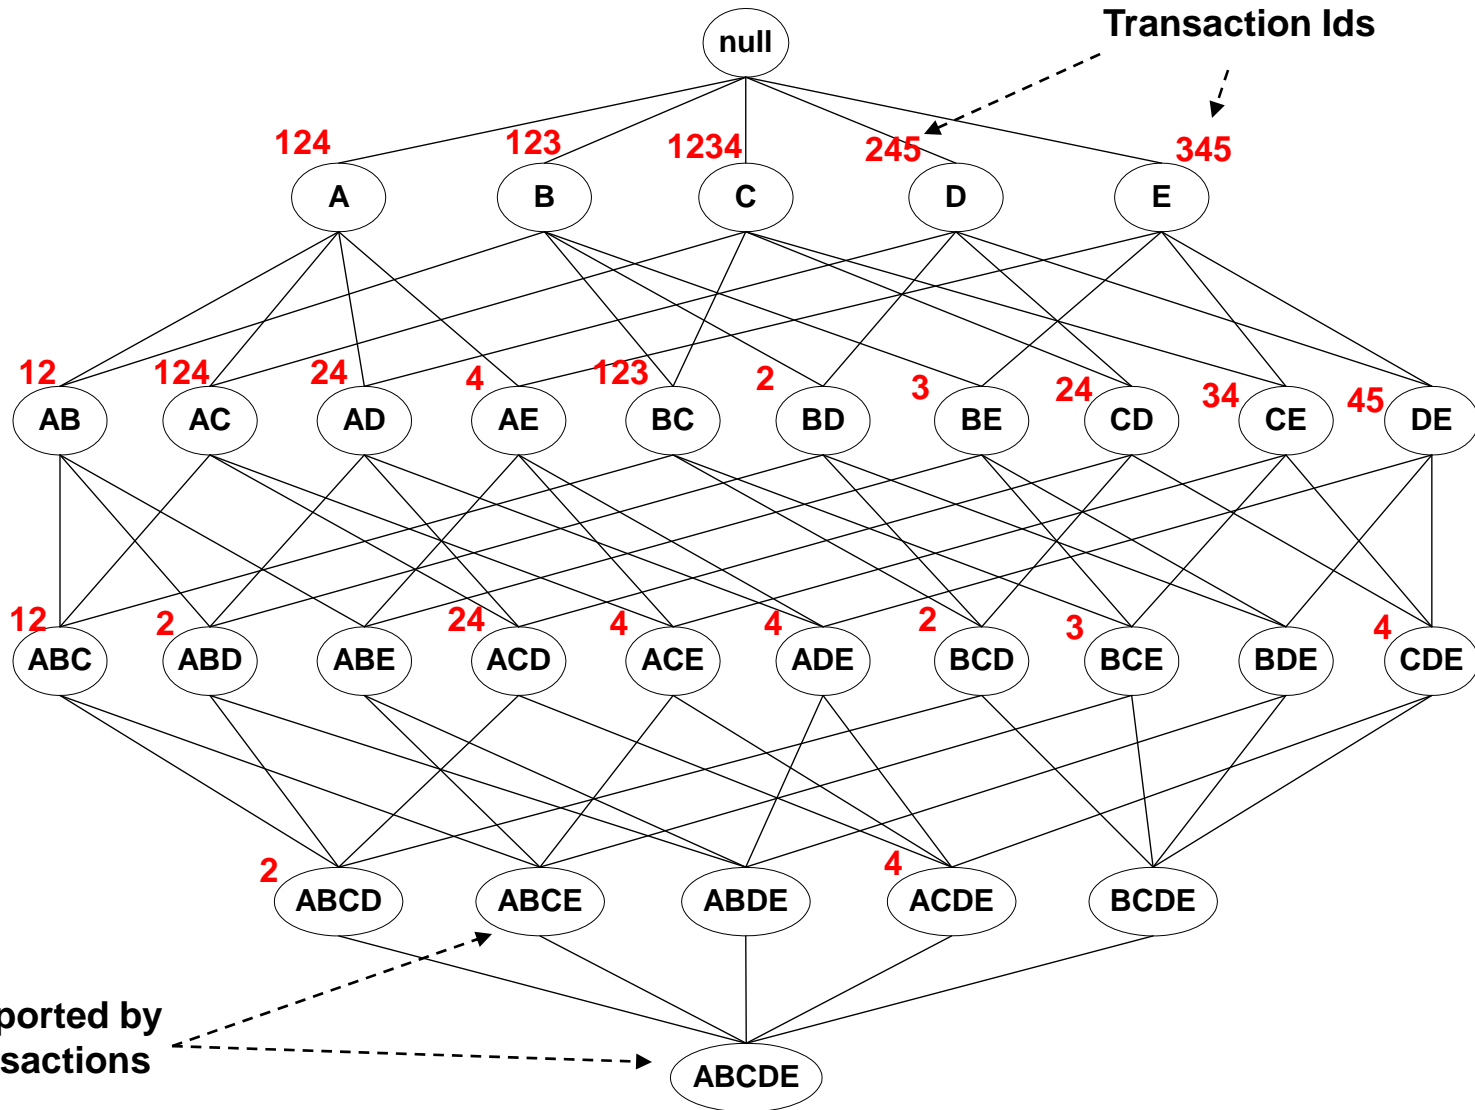 Transaction Ids
null
124 123 1234 245 345
A B C D E
12 124 24 4 123 2 3 24 34 45
AB AC AD AE BC BD BE CD CE DE
12 2 24 4 4 2 3 4
ABC ABD ABE ACD ACE ADE BCD BCE BDE CDE
2 4
ABCD ABCE ABDE ACDE BCDE
ported by
sactions
ABCDE